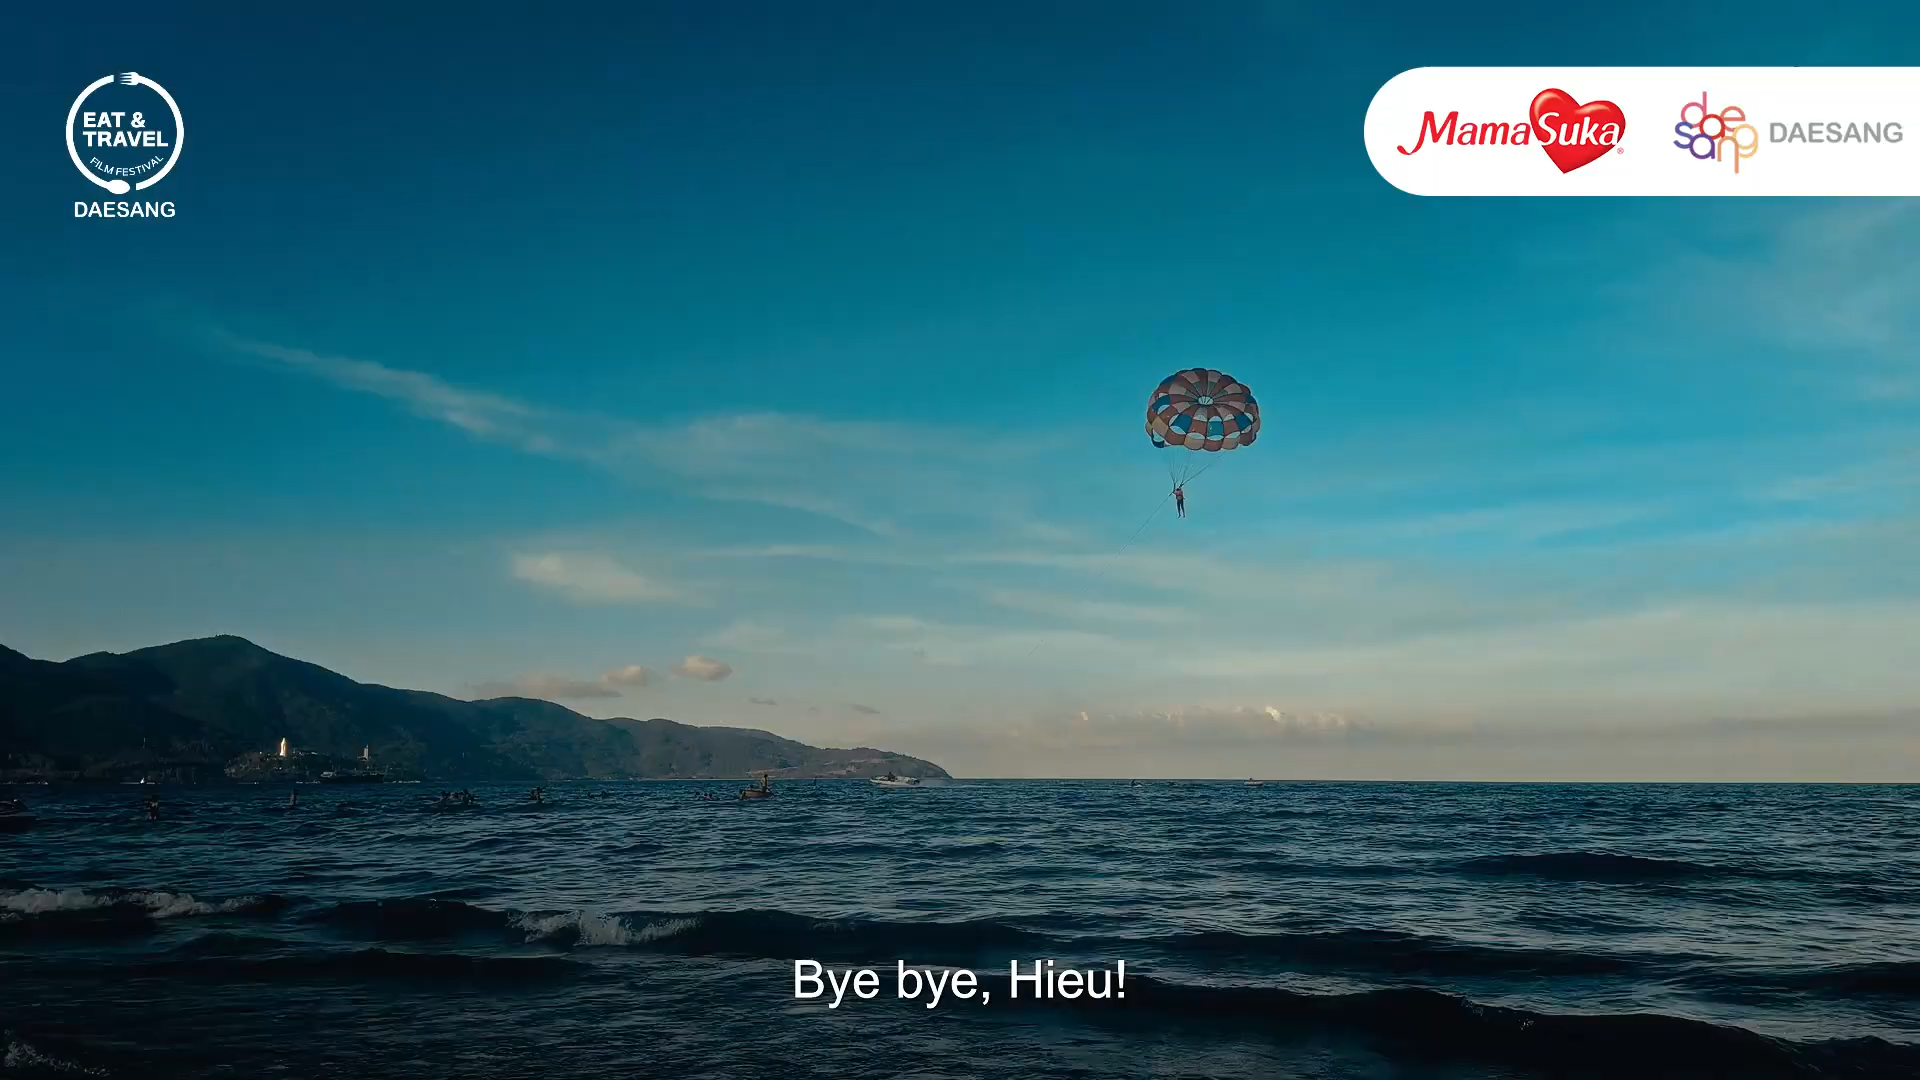 EAT &
TRAVEL
FILM FESTIVAL
DAESANG
MamaSuka®
daesang DAESANG
Bye bye, Hieu!